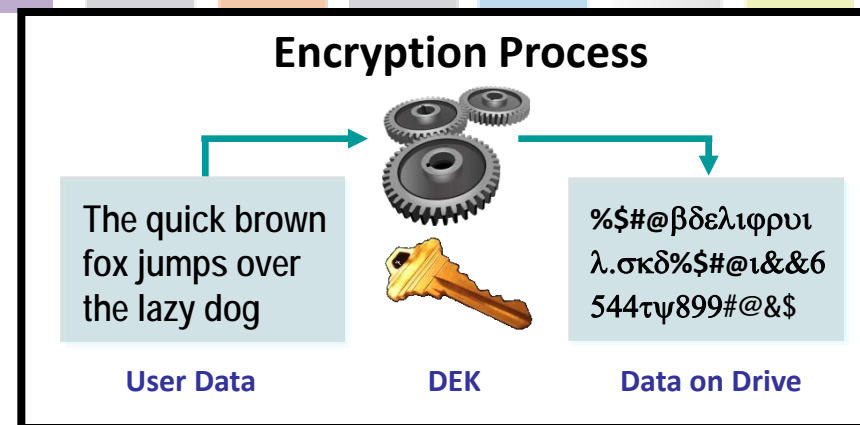 Encryption Process
The quick brown
fox jumps over
the lazy dog
%$#@βδελιφρυι
λ.σκδ%$#@ι&&6
544τψ899#@&$
User Data
DEK
Data on Drive